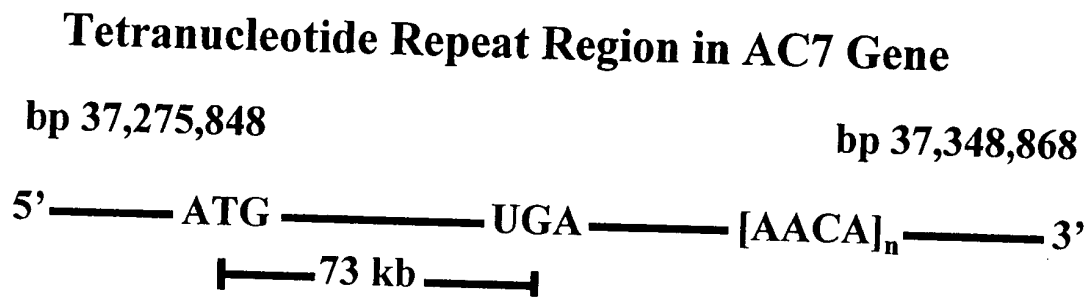 Tetranucleotide Repeat Region in AC7 Gene
bp 37,275,848
bp 37,348,868
5’ ATG UGA [AACA]n 3’
73 kb